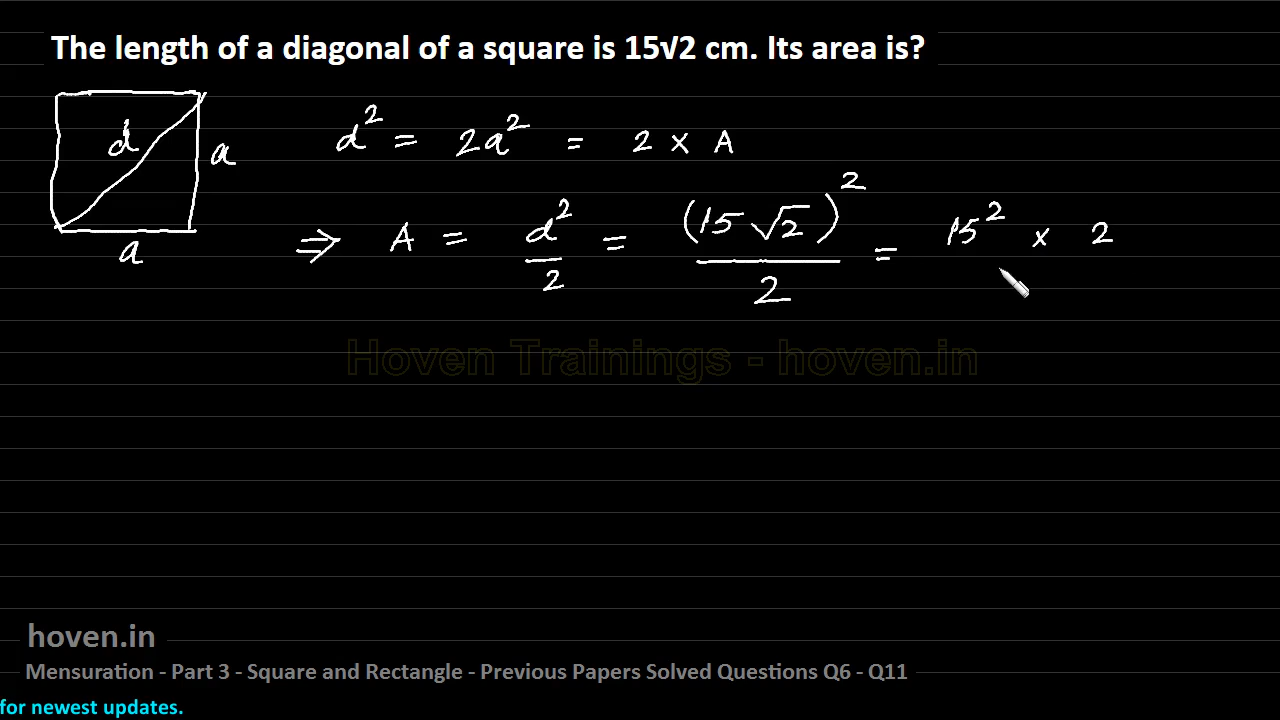 The length of a diagonal of a square is 15√2 cm. Its area is?
d
a
a
d² = 2a² = 2 x A
⇒ A = d²/2 = (15√2)²/2 = 15² x 2
Hoven Trainings - hoven.in
hoven.in
Mensuration - Part 3 - Square and Rectangle - Previous Papers Solved Questions Q6 - Q11
for newest updates.